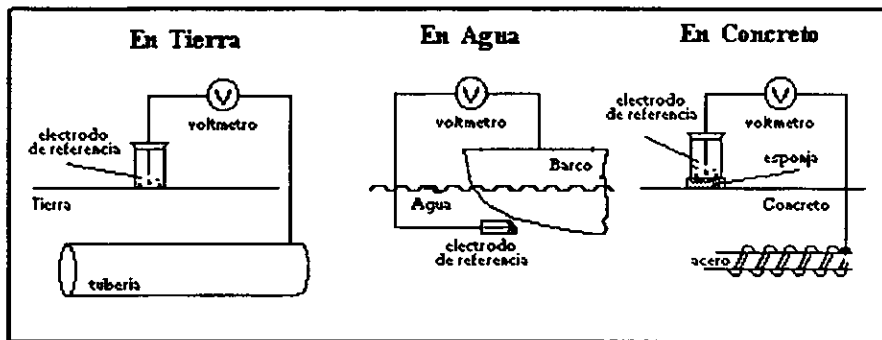 En Tierra
V
voltmetro
electrodo
de referencia
Tierra
tuberia
En Agua
V
voltmetro
Barco
Agua
electrodo
de referencia
En Concreto
V
electrodo
de referencia
voltmetro
esponja
Concreto
acero